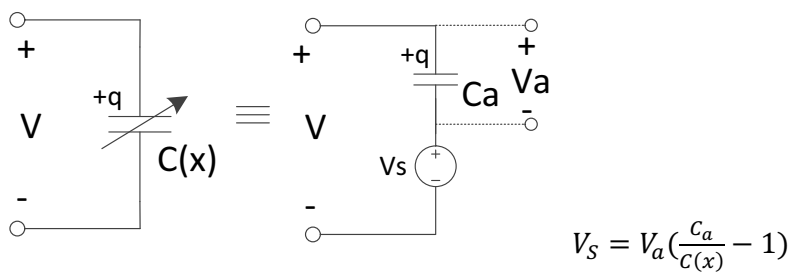 +
V
-
+q
C(x)
≡
+
V
-
+q
Ca
+
Va
-
Vs
+
−
V_S = V_a(C_a/C(x) − 1)